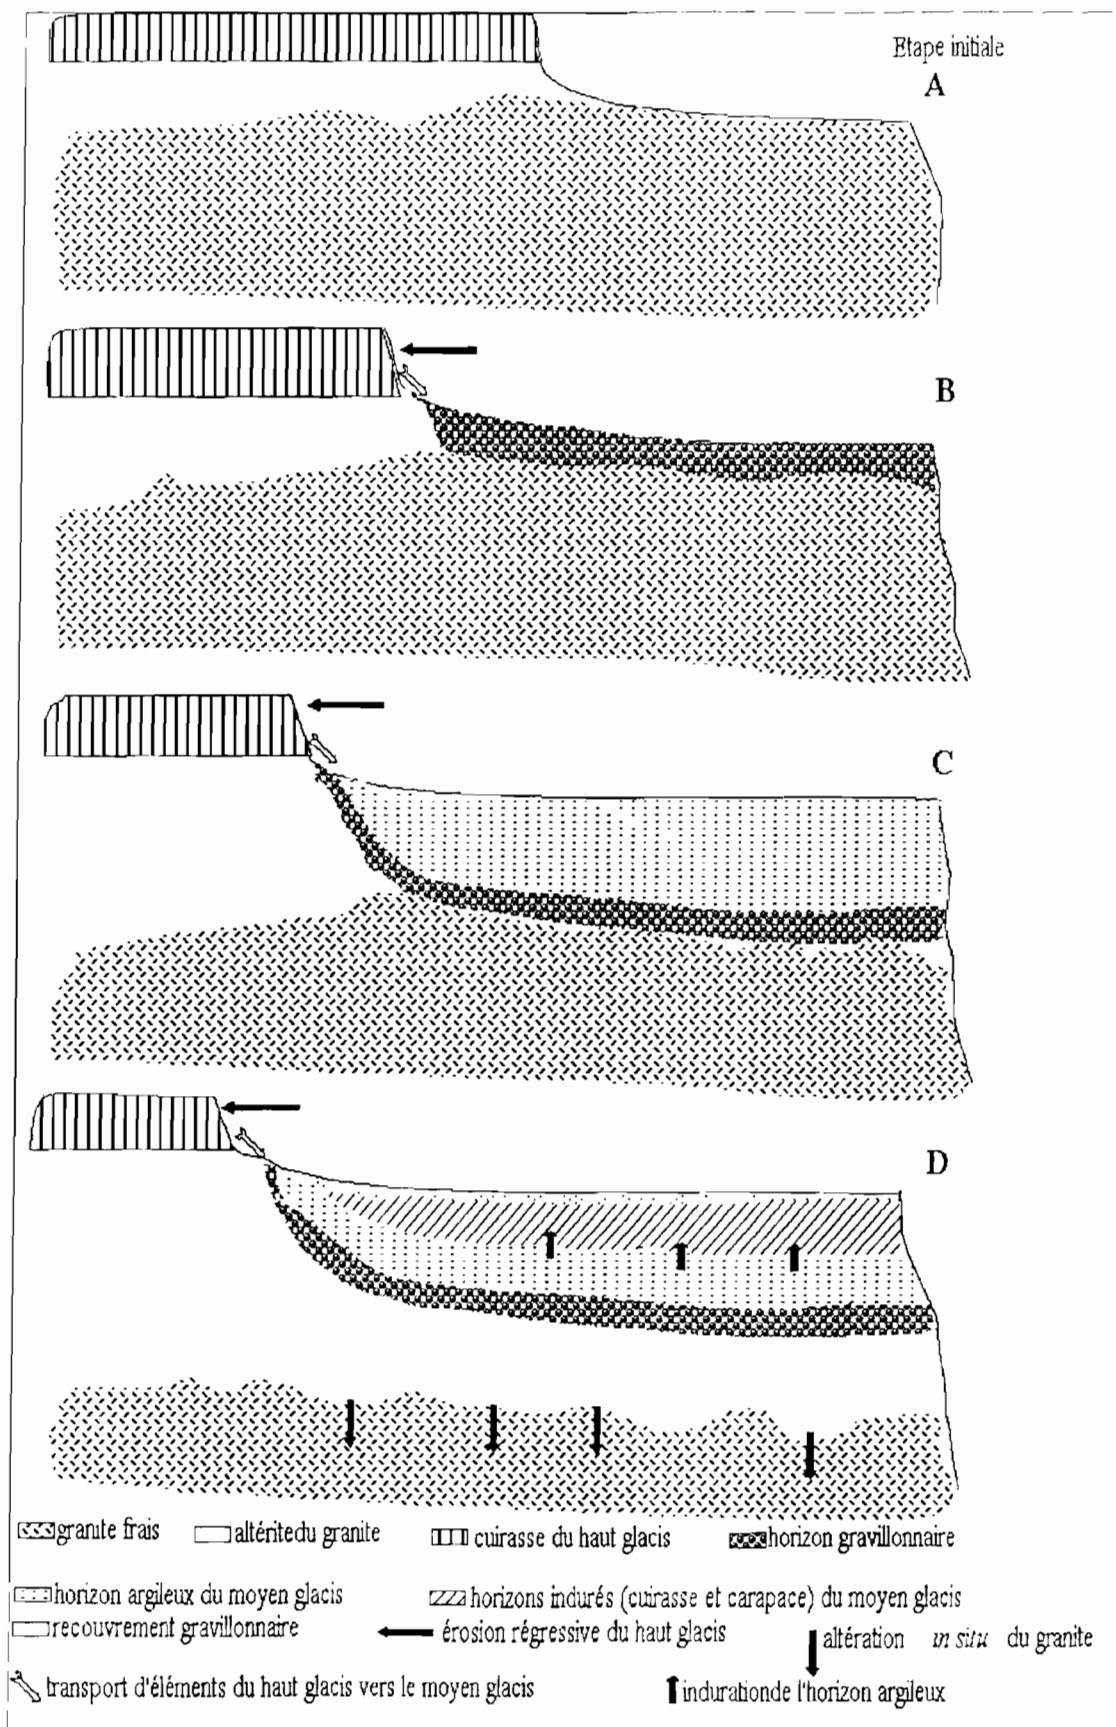 Etape initiale
A
B
C
D
granite frais altéritedu granite cuirasse du haut glacis horizon gravillonnaire
horizon argileux du moyen glacis horizons indurés (cuirasse et carapace) du moyen glacis
recouvrement gravillonnaire érosion régressive du haut glacis altération in situ du granite
transport d'éléments du haut glacis vers le moyen glacis indurationde l'horizon argileux